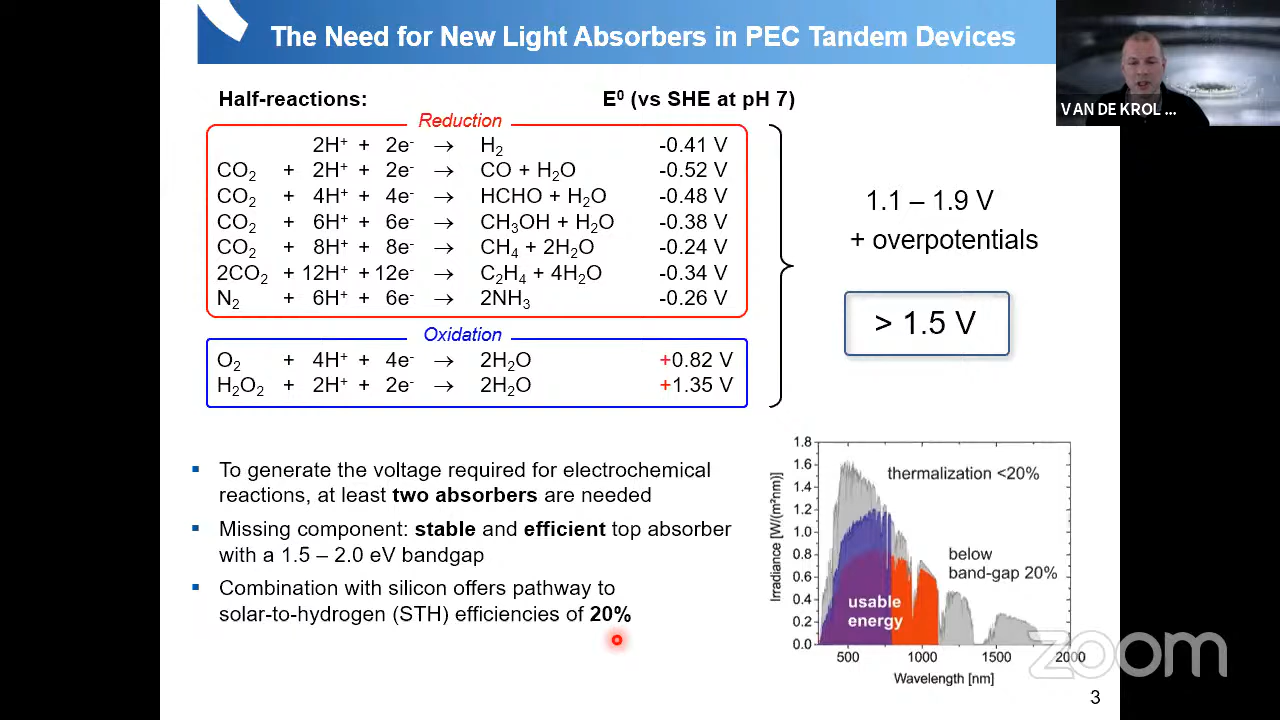 The Need for New Light Absorbers in PEC Tandem Devices
VAN DE KROL ...
Half-reactions: E⁰ (vs SHE at pH 7)
Reduction
2H⁺ + 2e⁻ → H₂ -0.41 V
CO₂ + 2H⁺ + 2e⁻ → CO + H₂O -0.52 V
CO₂ + 4H⁺ + 4e⁻ → HCHO + H₂O -0.48 V
CO₂ + 6H⁺ + 6e⁻ → CH₃OH + H₂O -0.38 V
CO₂ + 8H⁺ + 8e⁻ → CH₄ + 2H₂O -0.24 V
2CO₂ + 12H⁺ + 12e⁻ → C₂H₄ + 4H₂O -0.34 V
N₂ + 6H⁺ + 6e⁻ → 2NH₃ -0.26 V
Oxidation
O₂ + 4H⁺ + 4e⁻ → 2H₂O +0.82 V
H₂O₂ + 2H⁺ + 2e⁻ → 2H₂O +1.35 V
1.1 – 1.9 V
+ overpotentials
> 1.5 V
▪ To generate the voltage required for electrochemical
reactions, at least two absorbers are needed
▪ Missing component: stable and efficient top absorber
with a 1.5 – 2.0 eV bandgap
▪ Combination with silicon offers pathway to
solar-to-hydrogen (STH) efficiencies of 20%
Irradiance [W/(m²nm)]
1.8
1.6
1.4
1.2
1.0
0.8
0.6
0.4
0.2
0.0
thermalization <20%
below
band-gap 20%
usable
energy
500 1000 1500 2000
Wavelength [nm]
zoom
3